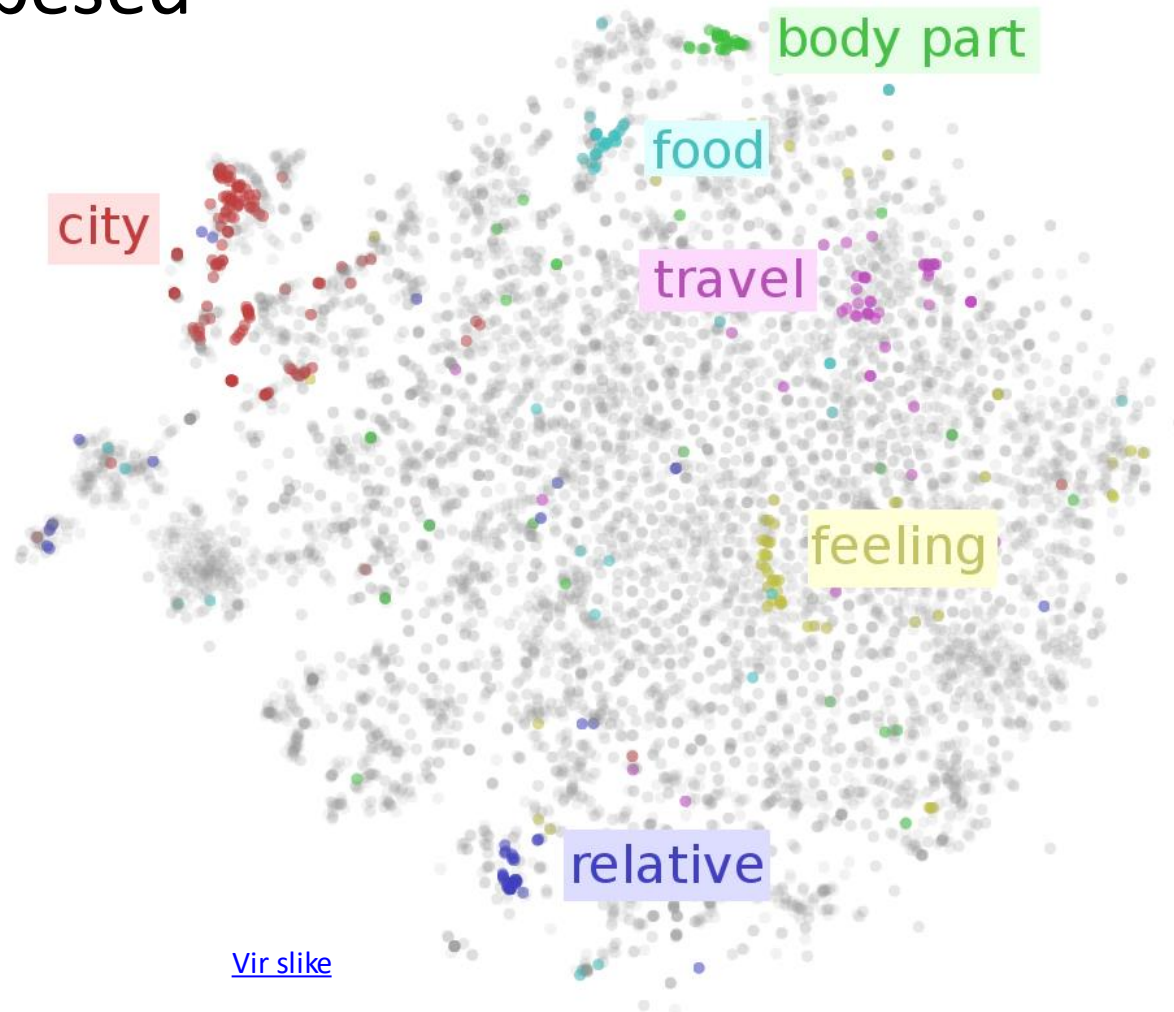 body part
food
city
travel
feeling
relative
Vir slike